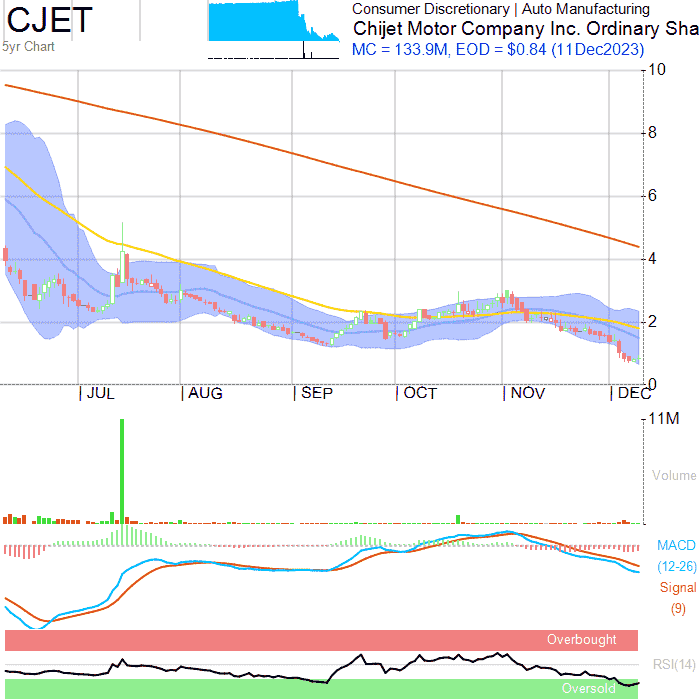 CJET
5yr Chart
Consumer Discretionary | Auto Manufacturing
Chijet Motor Company Inc. Ordinary Sha
MC = 133.9M, EOD = $0.84 (11Dec2023)
10
8
6
4
2
0
JUL AUG SEP OCT NOV DEC
11M
Volume
MACD
(12-26)
Signal
(9)
Overbought
RSI(14)
Oversold